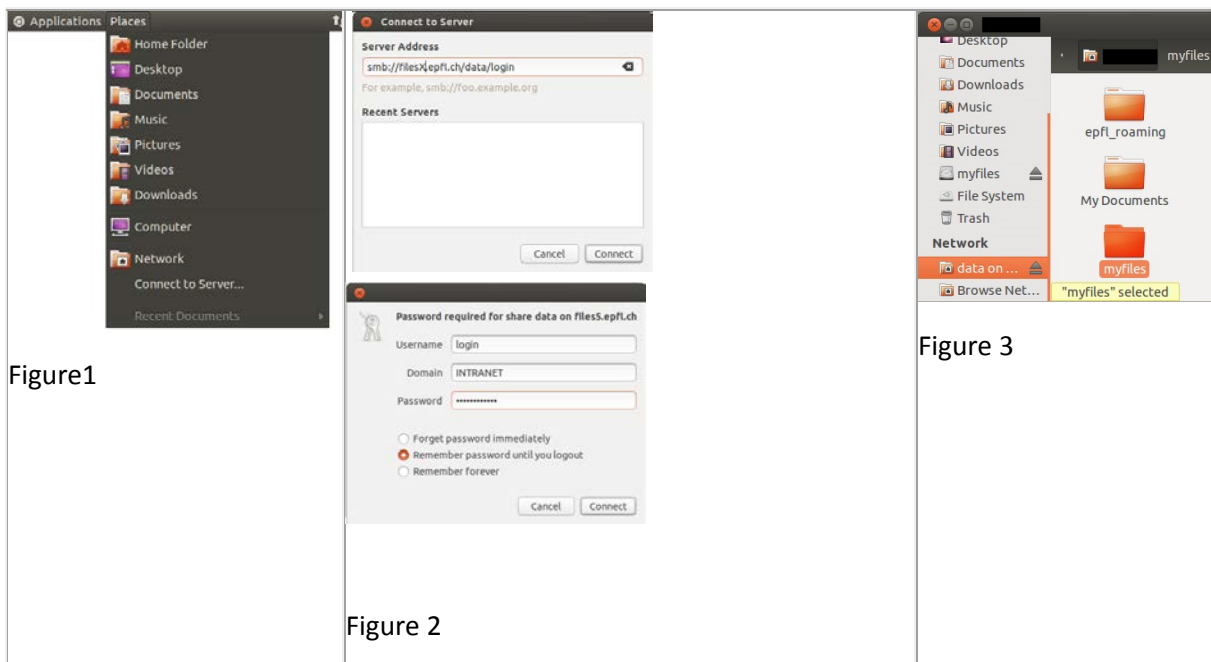 Applications Places
Home Folder
Desktop
Documents
Music
Pictures
Videos
Downloads
Computer
Network
Connect to Server...
Recent Documents
Figure1
Connect to Server
Server Address
smb://filesX.epfl.ch/data/login
For example, smb://foo.example.org
Recent Servers
Cancel Connect
Password required for share data on files5.epfl.ch
Username login
Domain INTRANET
Password ••••••••••••
Forget password immediately
Remember password until you logout
Remember forever
Cancel Connect
Figure 2
Desktop
Documents
Downloads
Music
Pictures
Videos
myfiles
File System
Trash
Network
data on ...
Browse Net...
myfiles
epfl_roaming
My Documents
myfiles
"myfiles" selected
Figure 3